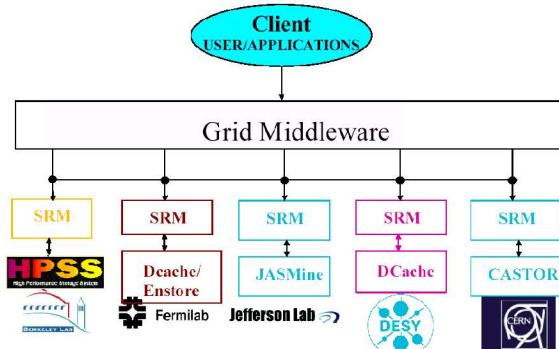 Client
USER/APPLICATIONS
Grid Middleware
SRM
SRM
SRM
SRM
SRM
HPSS
High Performance Storage System
Dcache/
Enstore
JASMine
DCache
CASTOR
BERKELEY LAB
Fermilab
Jefferson Lab
DESY
CERN